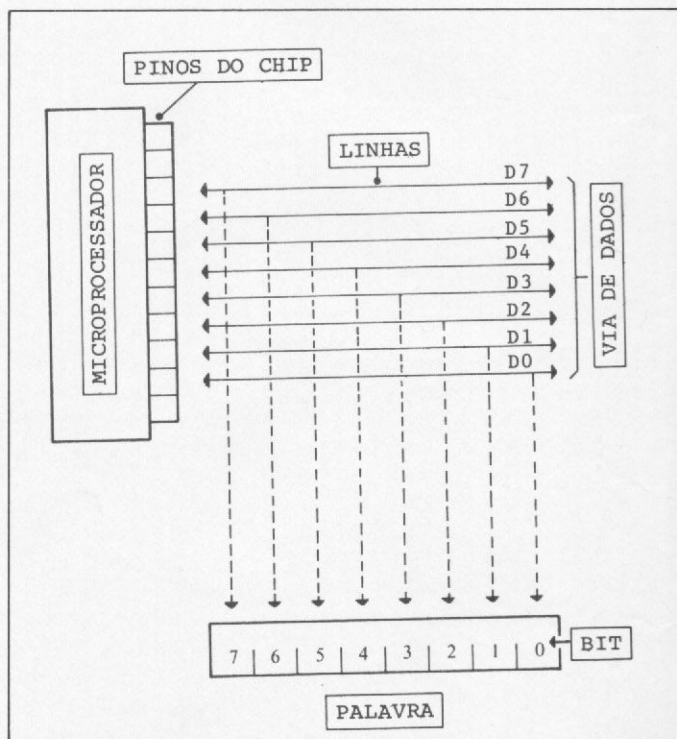 PINOS DO CHIP
MICROPROCESSADOR
LINHAS
D7
D6
D5
D4
D3
D2
D1
D0
VIA DE DADOS
7 6 5 4 3 2 1 0
BIT
PALAVRA